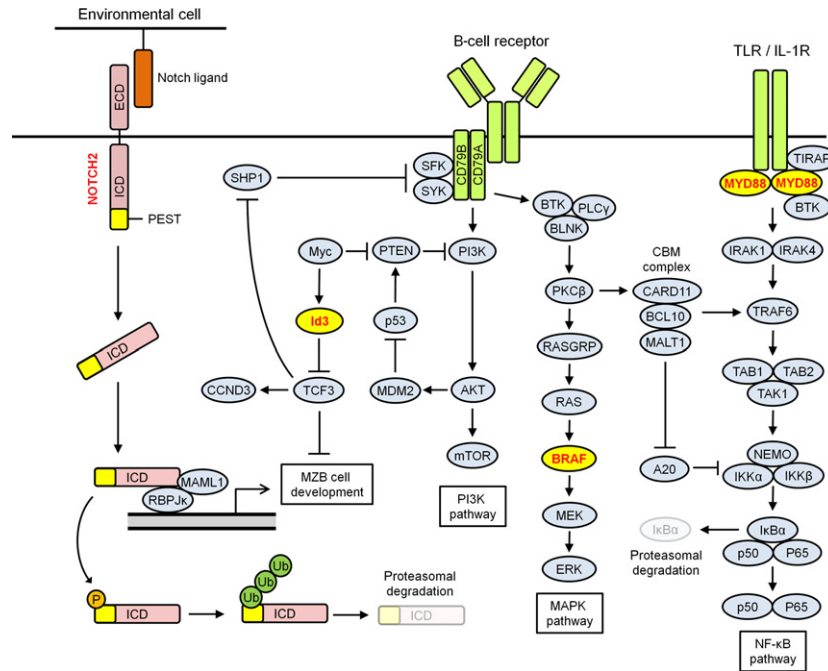 Environmental cell
Notch ligand
ECD
NOTCH2
ICD
PEST
ICD
ICD
MAML1
RBPJκ
P
ICD
Ub
Ub
Ub
ICD
Proteasomal
degradation
ICD
B-cell receptor
SHP1
SFK
SYK
CD79B
CD79A
Myc
PTEN
PI3K
Id3
p53
CCND3
TCF3
MDM2
AKT
mTOR
MZB cell
development
PI3K
pathway
BTK
PLCγ
BLNK
PKCβ
RASGRP
RAS
BRAF
MEK
ERK
MAPK
pathway
CBM
complex
CARD11
BCL10
MALT1
A20
TLR / IL-1R
TIRAP
MYD88
MYD88
BTK
IRAK1
IRAK4
TRAF6
TAB1
TAB2
TAK1
NEMO
IKKα
IKKβ
IκBα
Proteasomal
degradation
IκBα
p50
P65
p50
P65
NF-κB
pathway